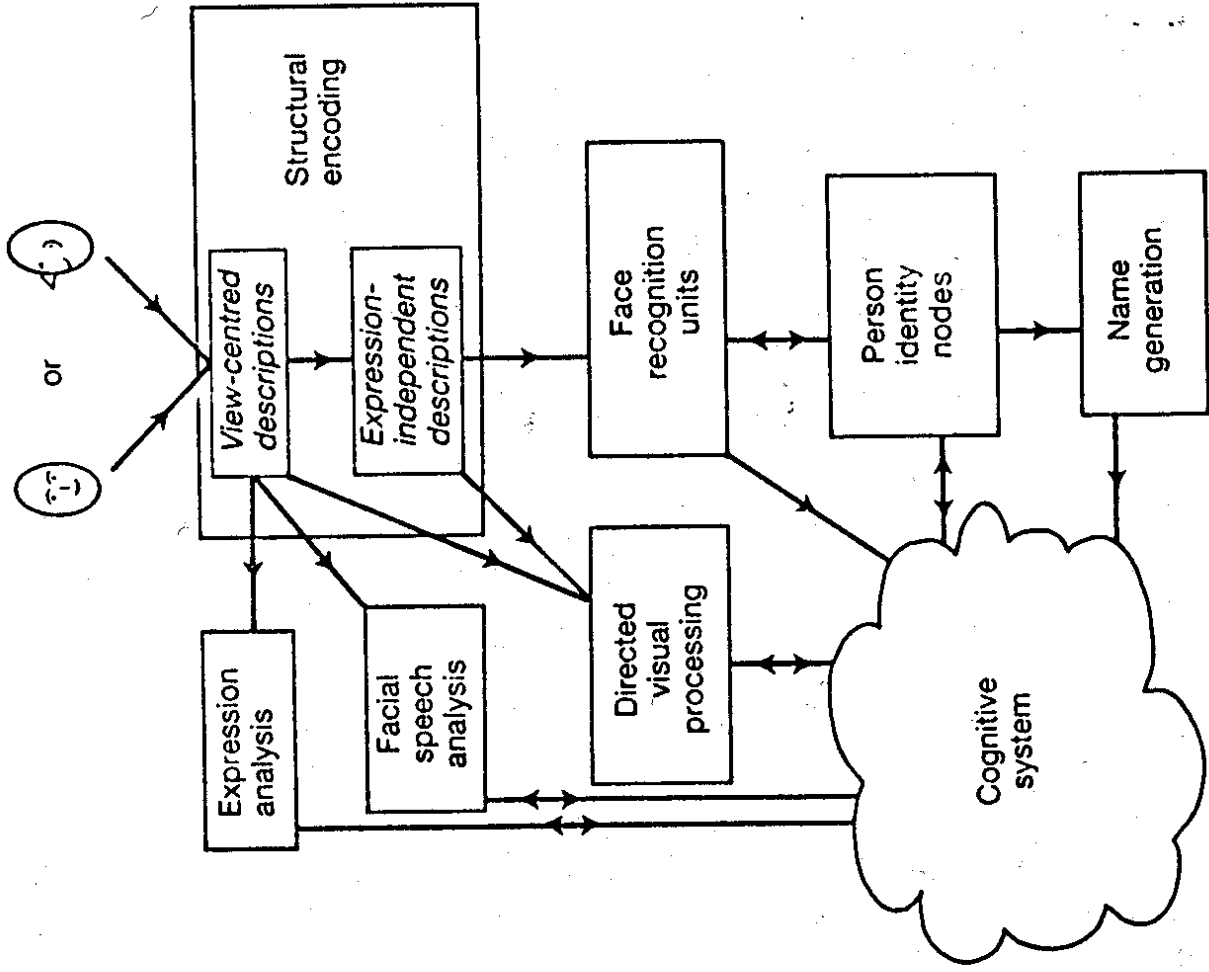 or
Structural
encoding
View-centred
descriptions
Expression-
independent
descriptions
Expression
analysis
Facial
speech
analysis
Directed
visual
processing
Face
recognition
units
Person
identity
nodes
Name
generation
Cognitive
system